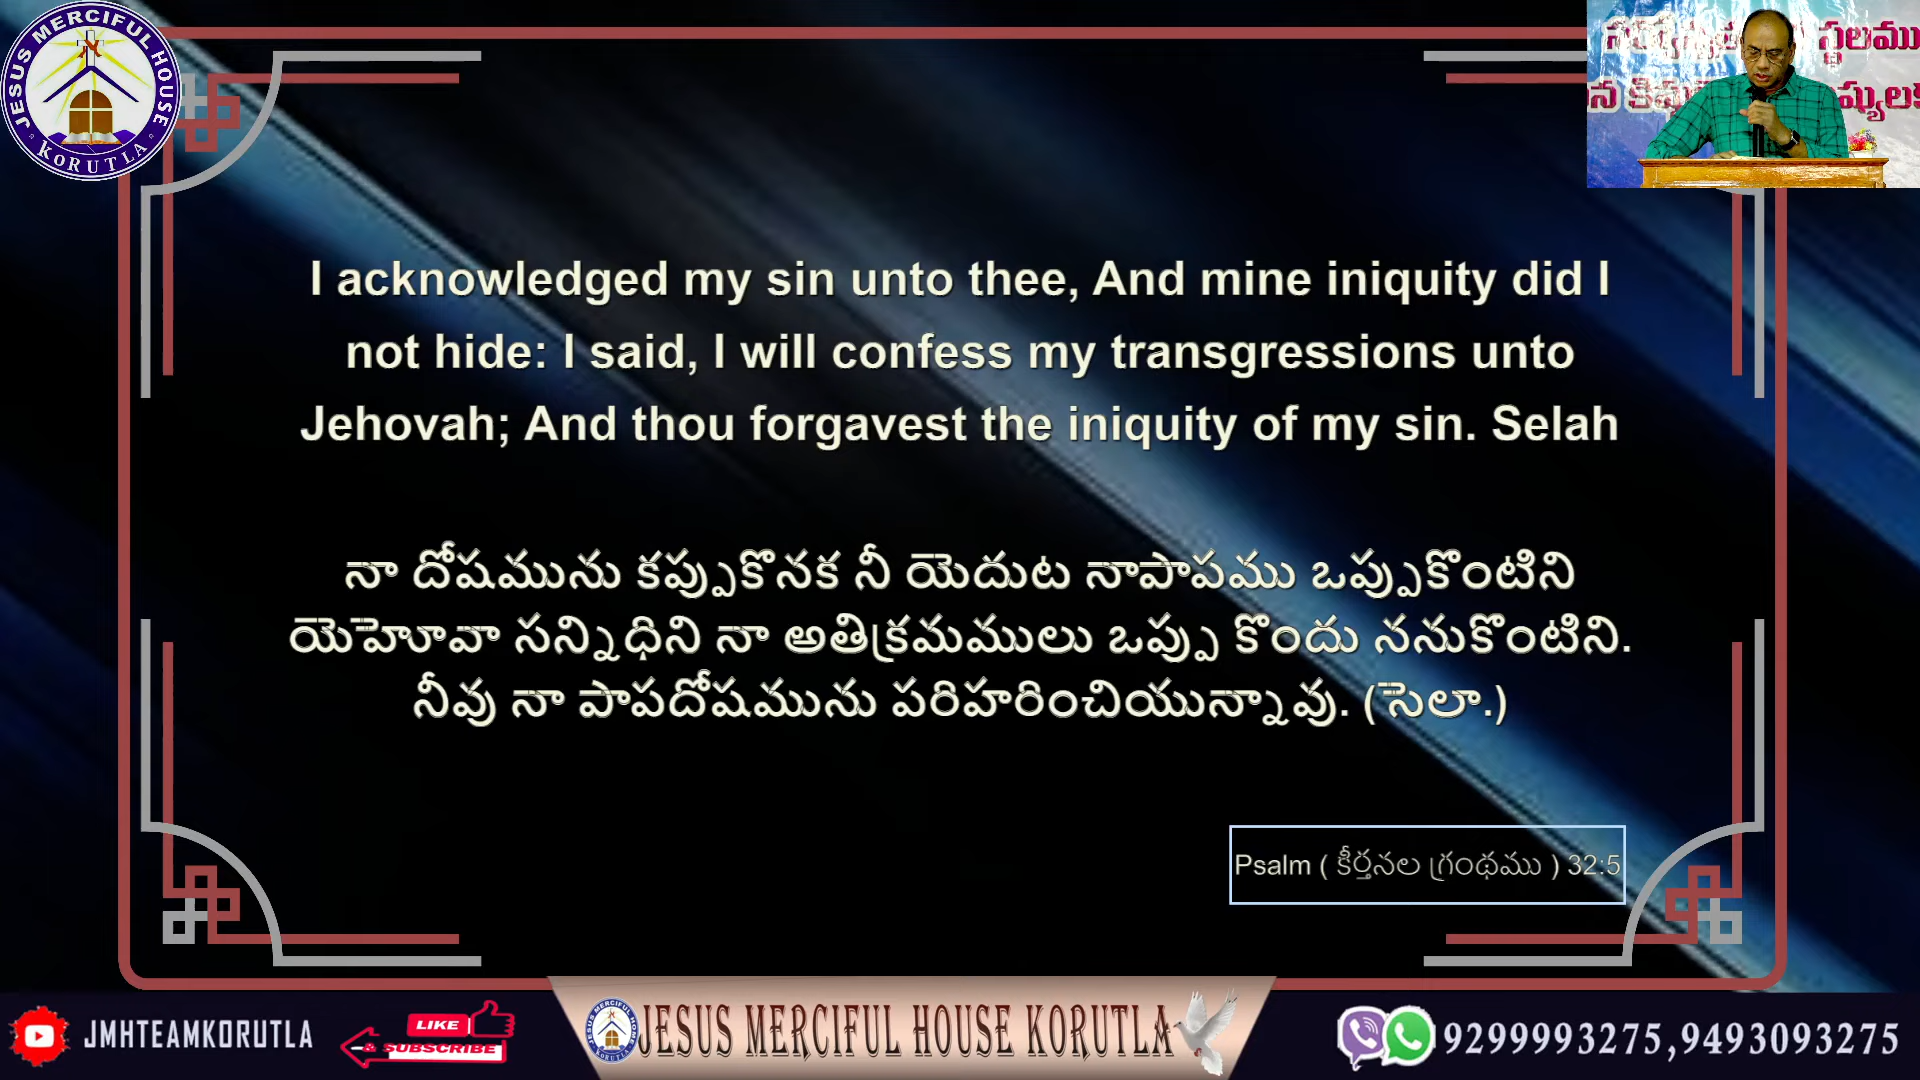 JESUS MERCIFUL HOUSE
KORUTLA
స్థలము
న
ష్యులక
I acknowledged my sin unto thee, And mine iniquity did I
not hide: I said, I will confess my transgressions unto
Jehovah; And thou forgavest the iniquity of my sin. Selah
నా దోషమును కప్పుకొనక నీ యెదుట నాపాపము ఒప్పుకొంటిని
యెహోవా సన్నిధిని నా అతిక్రమములు ఒప్పు కొందు ననుకొంటిని.
నీవు నా పాపదోషమును పరిహరించియున్నావు. (సెలా.)
Psalm ( కీర్తనల గ్రంథము ) 32:5
JMHTEAMKORUTLA
LIKE
& SUBSCRIBE
JESUS MERCIFUL HOUSE KORUTLA
9299993275,9493093275